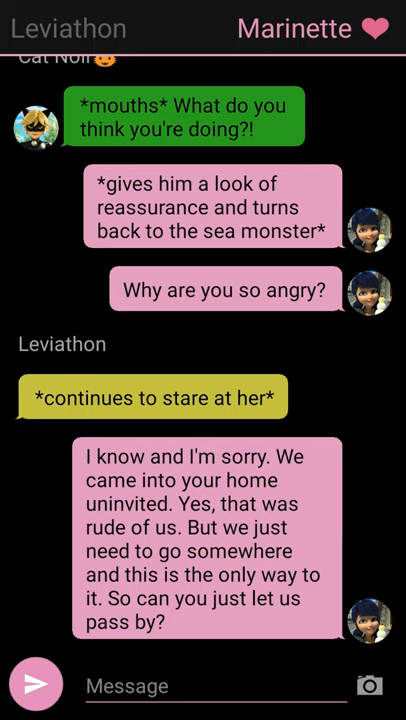 Leviathon
Marinette
Cat Noir
*mouths* What do you
think you're doing?!
*gives him a look of
reassurance and turns
back to the sea monster*
Why are you so angry?
Leviathon
*continues to stare at her*
I know and I'm sorry. We
came into your home
uninvited. Yes, that was
rude of us. But we just
need to go somewhere
and this is the only way to
it. So can you just let us
pass by?
Message